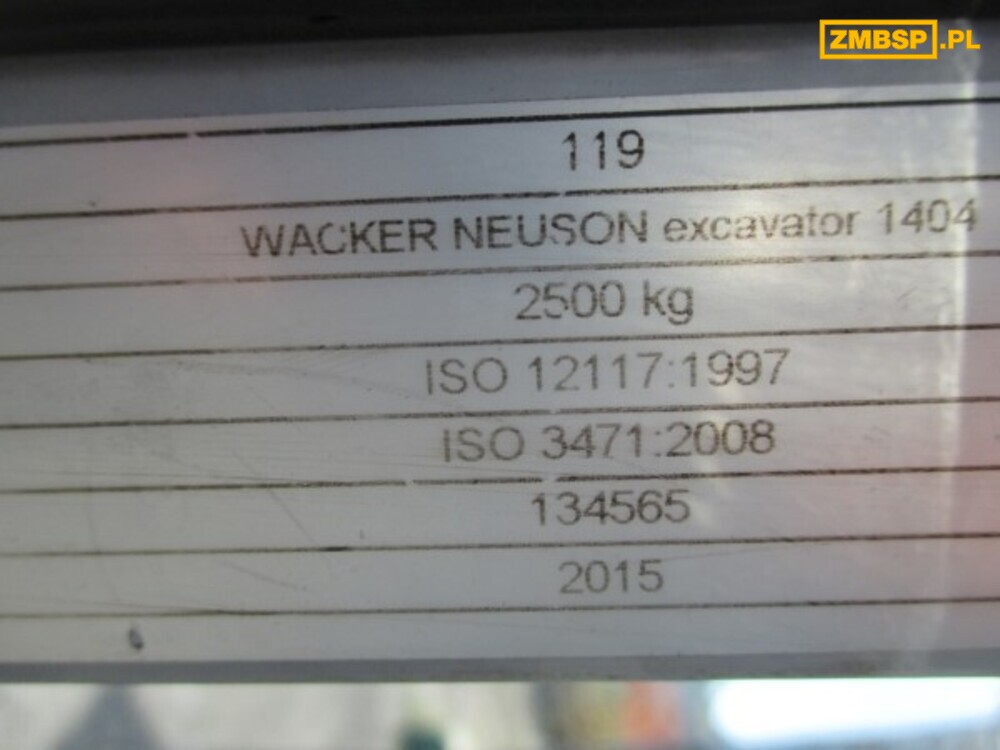 ZMBSP.PL
119
WACKER NEUSON excavator 1404
2500 kg
ISO 12117:1997
ISO 3471:2008
134565
2015